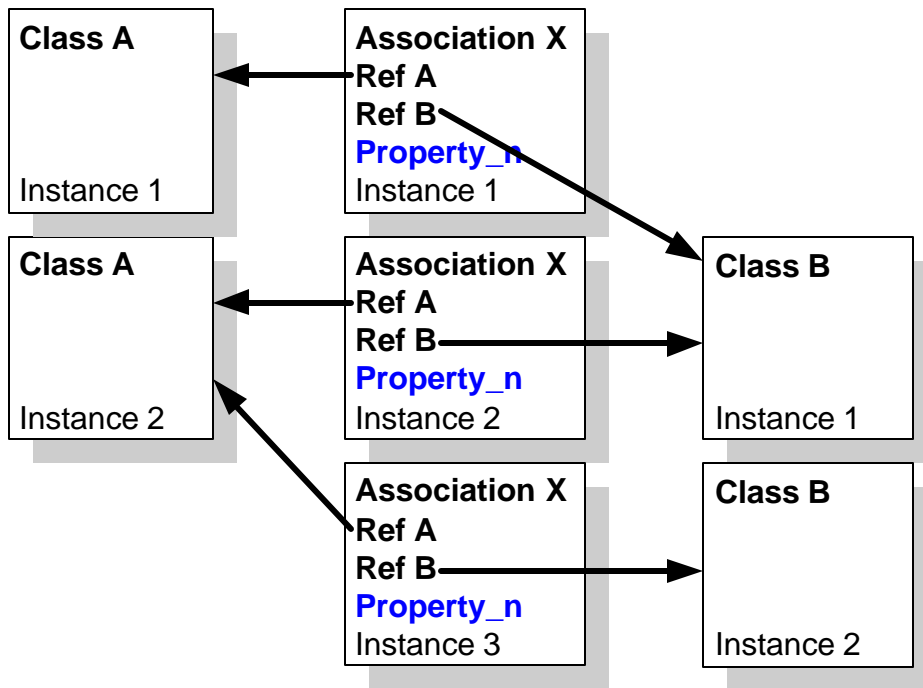 Class A
Instance 1
Association X
Ref A
Ref B
Property_n
Instance 1
Class A
Instance 2
Association X
Ref A
Ref B
Property_n
Instance 2
Class B
Instance 1
Association X
Ref A
Ref B
Property_n
Instance 3
Class B
Instance 2